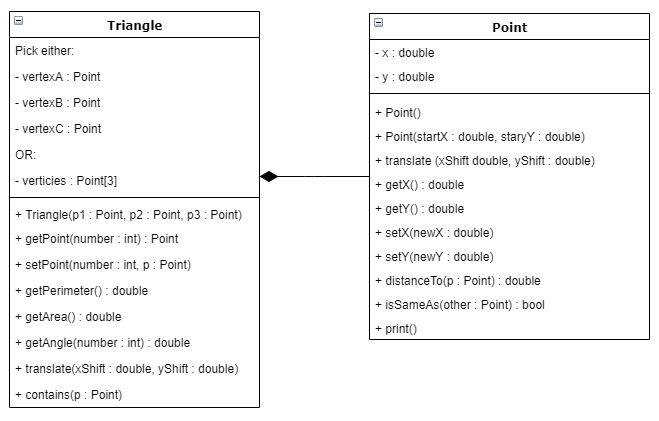 Triangle
Pick either:
- vertexA : Point
- vertexB : Point
- vertexC : Point
OR:
- verticies : Point[3]
+ Triangle(p1 : Point, p2 : Point, p3 : Point)
+ getPoint(number : int) : Point
+ setPoint(number : int, p : Point)
+ getPerimeter() : double
+ getArea() : double
+ getAngle(number : int) : double
+ translate(xShift : double, yShift : double)
+ contains(p : Point)
Point
- x : double
- y : double
+ Point()
+ Point(startX : double, staryY : double)
+ translate (xShift double, yShift : double)
+ getX() : double
+ getY() : double
+ setX(newX : double)
+ setY(newY : double)
+ distanceTo(p : Point) : double
+ isSameAs(other : Point) : bool
+ print()